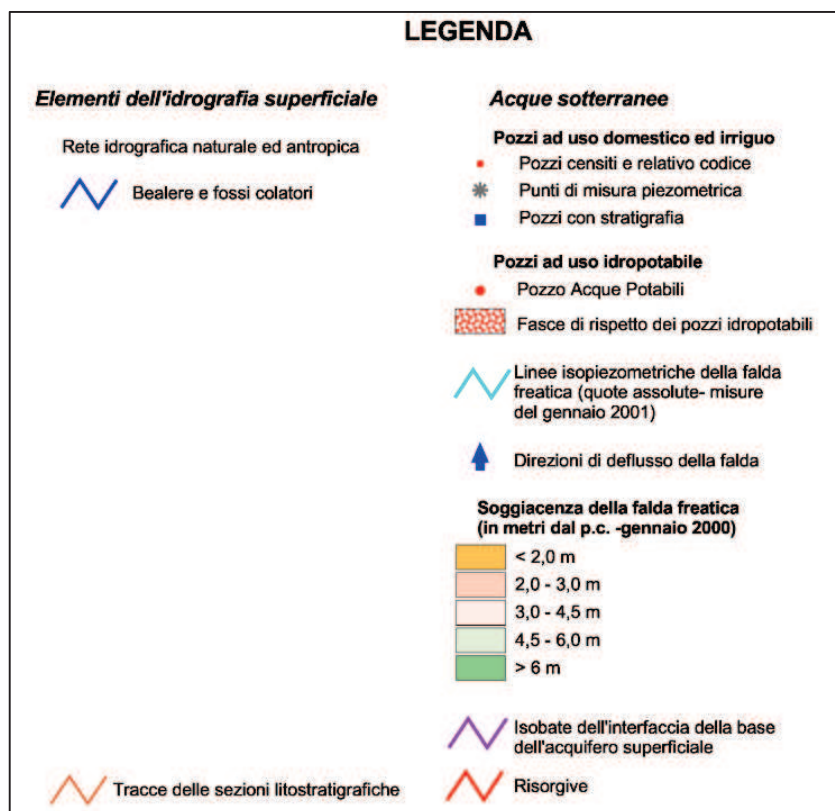 LEGENDA
Elementi dell'idrografia superficiale
Rete idrografica naturale ed antropica
Bealere e fossi colatori
Tracce delle sezioni litostratigrafiche
Acque sotterranee
Pozzi ad uso domestico ed irriguo
Pozzi censiti e relativo codice
Punti di misura piezometrica
Pozzi con stratigrafia
Pozzi ad uso idropotabile
Pozzo Acque Potabili
Fasce di rispetto dei pozzi idropotabili
Linee isopiezometriche della falda
freatica (quote assolute- misure
del gennaio 2001)
Direzioni di deflusso della falda
Soggiacenza della falda freatica
(in metri dal p.c. -gennaio 2000)
< 2,0 m
2,0 - 3,0 m
3,0 - 4,5 m
4,5 - 6,0 m
> 6 m
Isobate dell'interfaccia della base
dell'acquifero superficiale
Risorgive